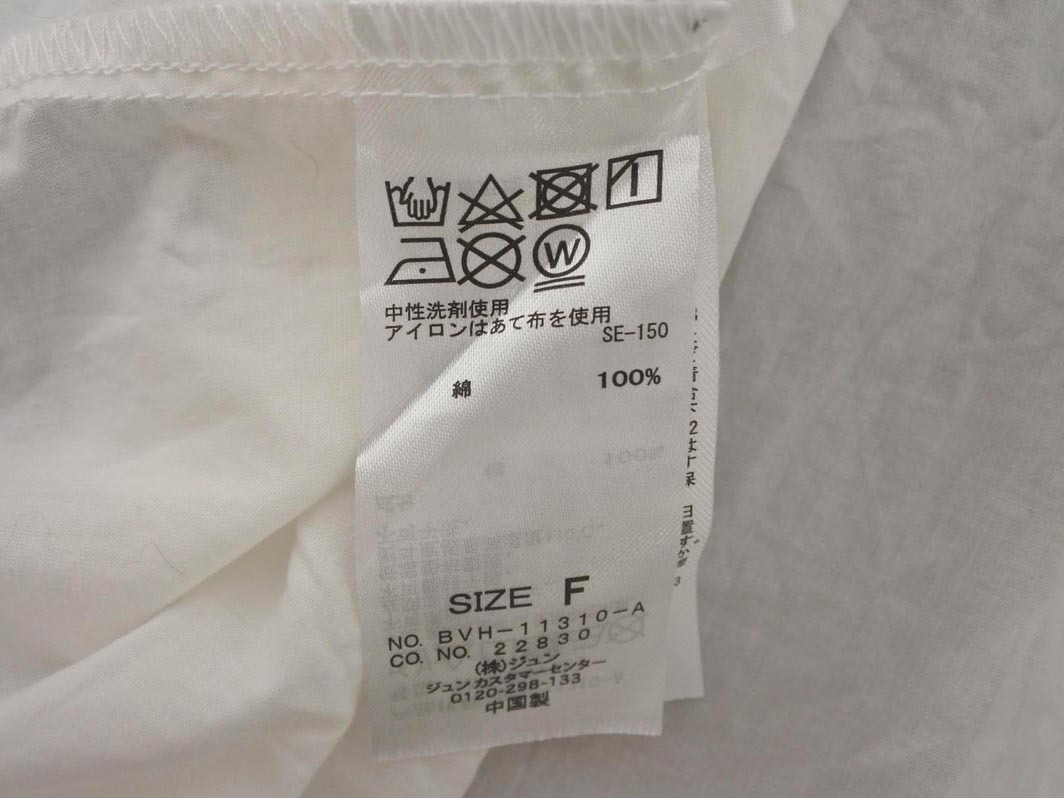 W
中性洗剤使用
アイロンはあて布を使用
SE-150
綿 100%
SIZE F
NO. BVH-11310-A
CO. NO. 22830
(株)ジュン
ジュンカスタマーセンター
0120-298-133
中国製